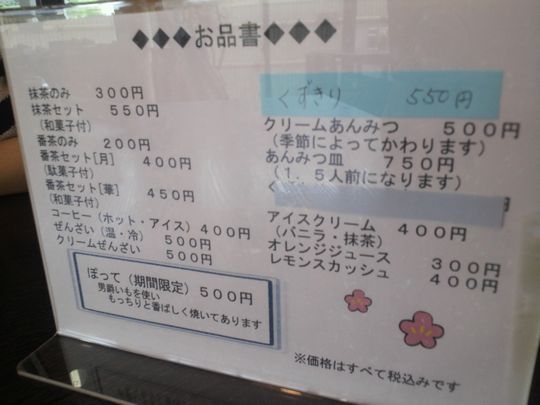 ◆◆◆お品書◆◆◆
抹茶のみ 300円
抹茶セット 550円
(和菓子付)
番茶のみ 200円
番茶セット[月] 400円
(駄菓子付)
番茶セット[華] 450円
(和菓子付)
コーヒー(ホット・アイス)400円
ぜんざい(温・冷) 500円
クリームぜんざい 500円
ぽって(期間限定)500円
男爵いもを使い
もっちりと香ばしく焼いてあります
くずきり 550円
クリームあんみつ 500円
(季節によってかわります)
あんみつ皿 750円
(1.5人前になります)
アイスクリーム 400円
(バニラ・抹茶)
オレンジジュース 300円
レモンスカッシュ 400円
※価格はすべて税込みです